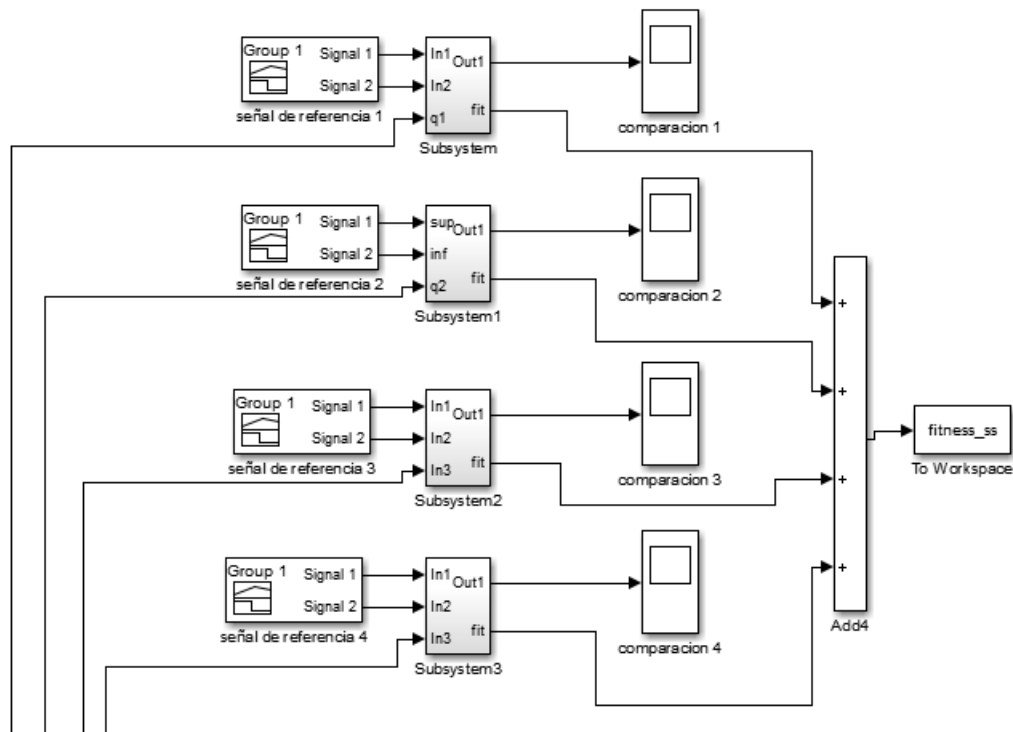 Group 1
Signal 1
Signal 2
señal de referencia 1
In1
In2
q1
Out1
fit
Subsystem
comparacion 1
Group 1
Signal 1
Signal 2
señal de referencia 2
sup
inf
q2
Out1
fit
Subsystem1
comparacion 2
Group 1
Signal 1
Signal 2
señal de referencia 3
In1
In2
In3
Out1
fit
Subsystem2
comparacion 3
Group 1
Signal 1
Signal 2
señal de referencia 4
In1
In2
In3
Out1
fit
Subsystem3
comparacion 4
+
+
+
+
Add4
fitness_ss
To Workspace